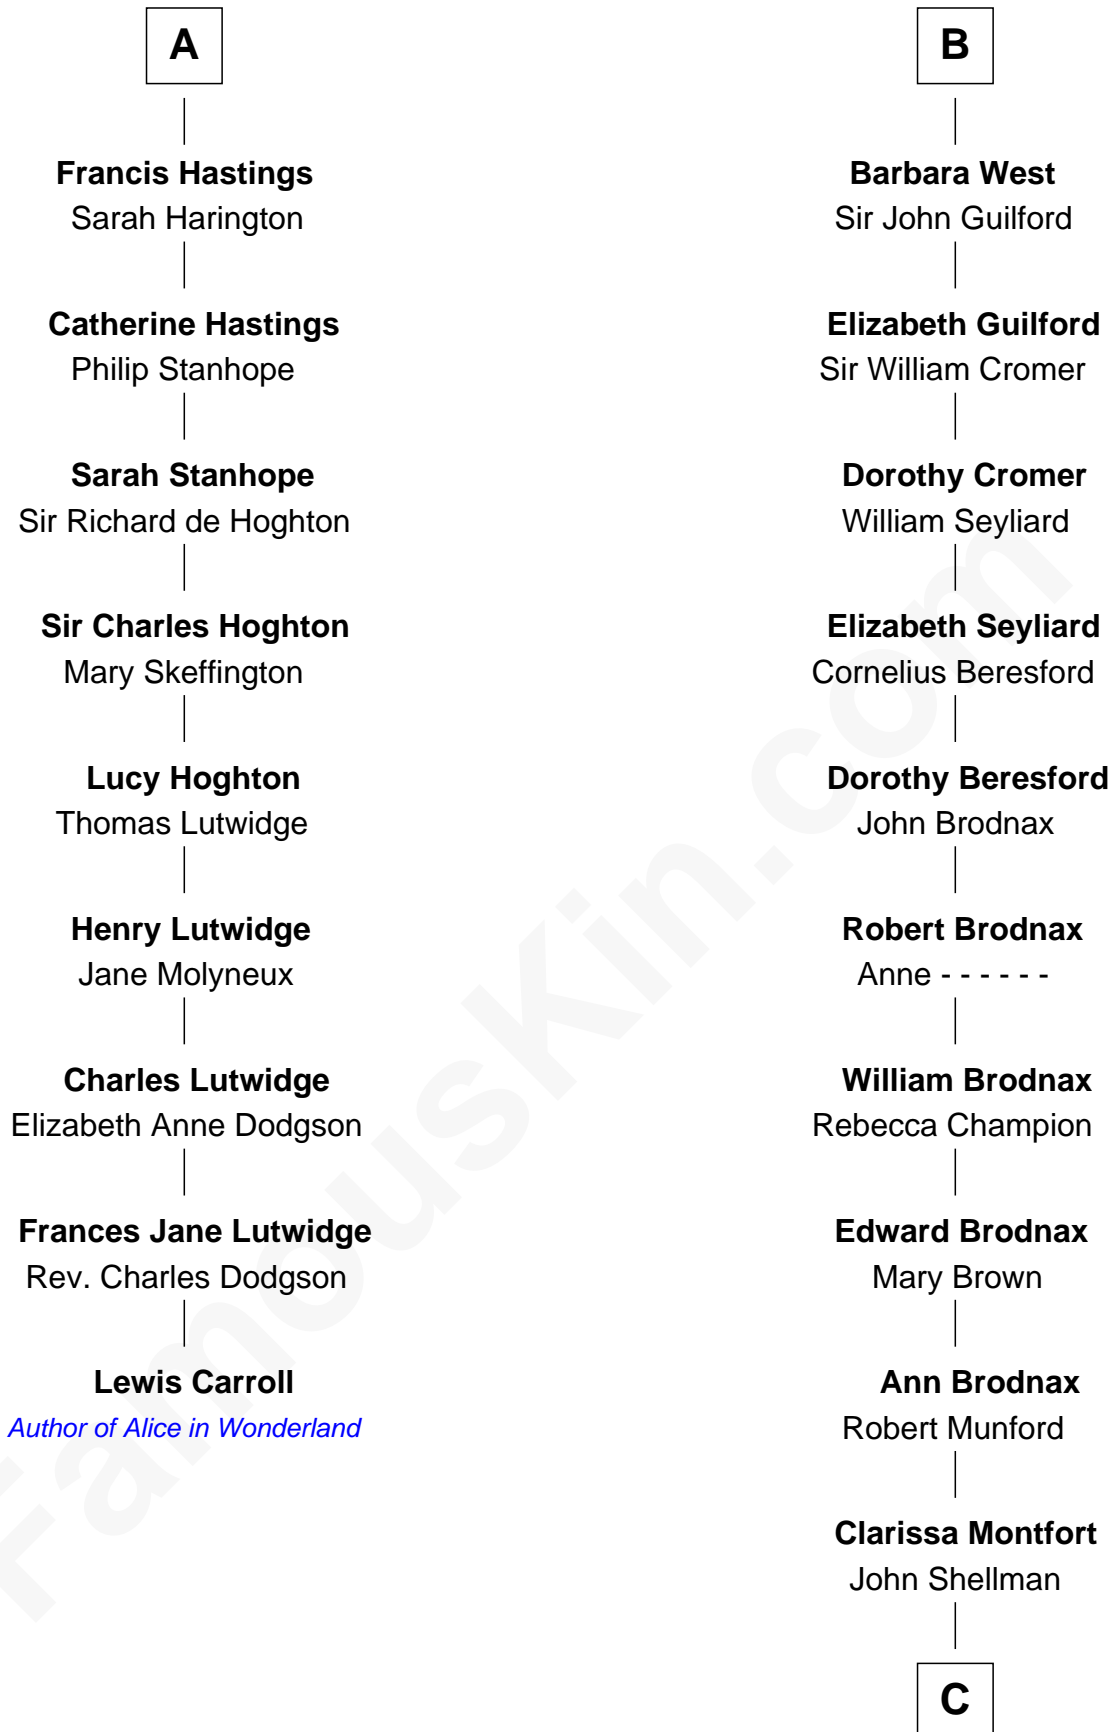 A
Francis Hastings
Sarah Harington
Catherine Hastings
Philip Stanhope
Sarah Stanhope
Sir Richard de Hoghton
Sir Charles Hoghton
Mary Skeffington
Lucy Hoghton
Thomas Lutwidge
Henry Lutwidge
Jane Molyneux
Charles Lutwidge
Elizabeth Anne Dodgson
Frances Jane Lutwidge
Rev. Charles Dodgson
Lewis Carroll
Author of Alice in Wonderland
B
Barbara West
Sir John Guilford
Elizabeth Guilford
Sir William Cromer
Dorothy Cromer
William Seyliard
Elizabeth Seyliard
Cornelius Beresford
Dorothy Beresford
John Brodnax
Robert Brodnax
Anne - - - - - -
William Brodnax
Rebecca Champion
Edward Brodnax
Mary Brown
Ann Brodnax
Robert Munford
Clarissa Montfort
John Shellman
C
FamousKin.com